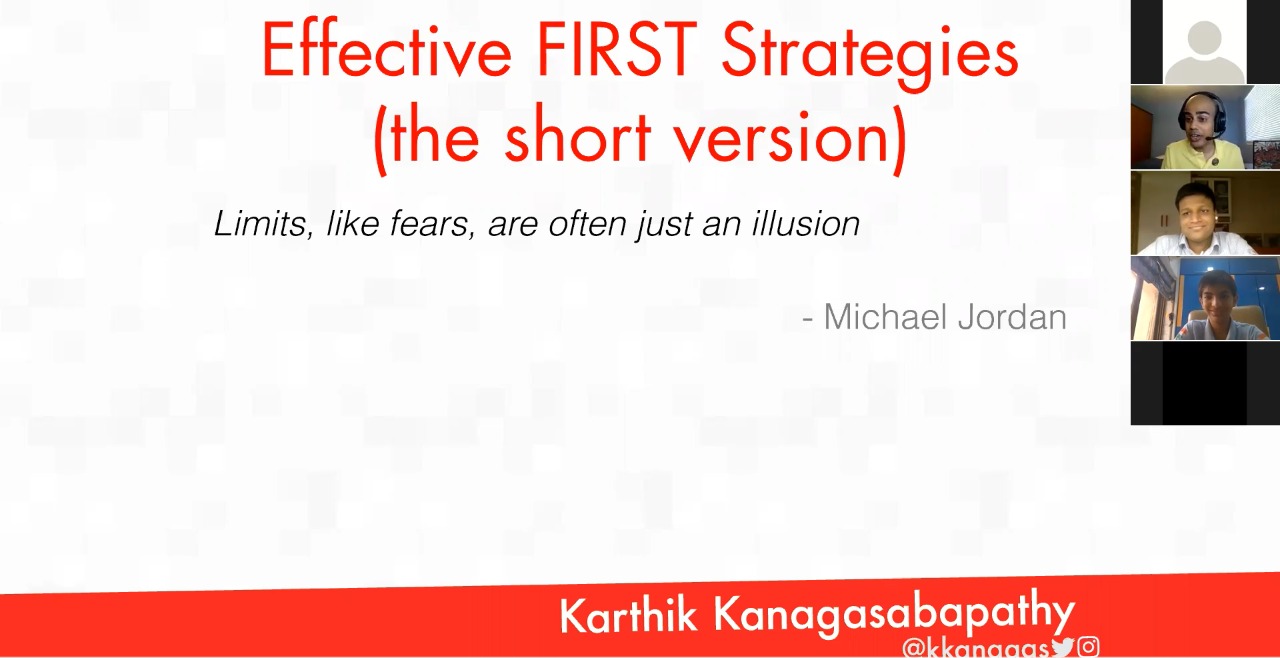 Effective FIRST Strategies
(the short version)
Limits, like fears, are often just an illusion
- Michael Jordan
Karthik Kanagasabapathy
@kkanagas